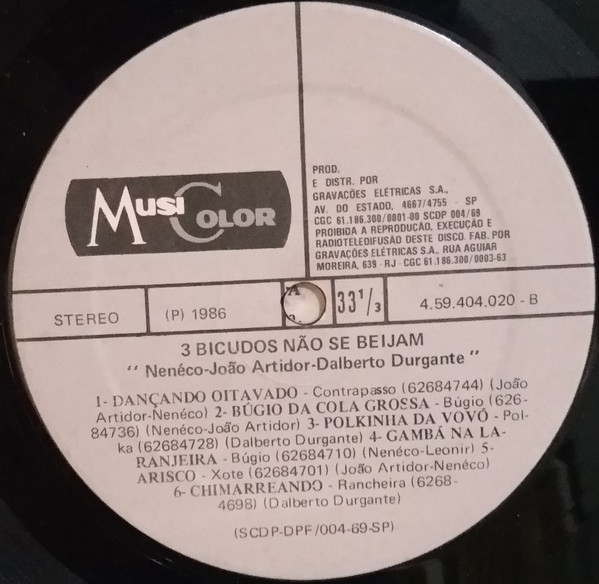 MUSICOLOR
PROD.
E DISTR. POR
GRAVAÇÕES ELÉTRICAS S.A.,
AV. DO ESTADO, 4667/4755 - SP
CGC 61.186.300/0001-00 SCDP 004/69
PROIBIDA A REPRODUÇÃO, EXECUÇÃO E
RADIOTELEDIFUSÃO DESTE DISCO. FAB. POR
GRAVAÇÕES ELÉTRICAS S.A., RUA AGUIAR
MOREIRA, 639 - RJ - CGC 61.186.300/0003-63
STEREO
(P) 1986
33 1/3
4.59.404.020 - B
3 BICUDOS NÃO SE BEIJAM
" Nenéco-João Artidor-Dalberto Durgante "
1- DANÇANDO OITAVADO - Contrapasso (62684744) (João
Artidor-Nenéco) 2- BÚGIO DA COLA GROSSA - Búgio (626-
84736) (Nenéco-João Artidor) 3- POLKINHA DA VOVÓ - Pol-
ka (62684728) (Dalberto Durgante) 4- GAMBÁ NA LA-
RANJEIRA - Búgio (62684710) (Nenéco-Leonir) 5-
ARISCO - Xote (62684701) (João Artidor-Nenéco)
6- CHIMARREANDO - Rancheira (6268-
4698) (Dalberto Durgante)
(SCDP-DPF/004-69-SP)